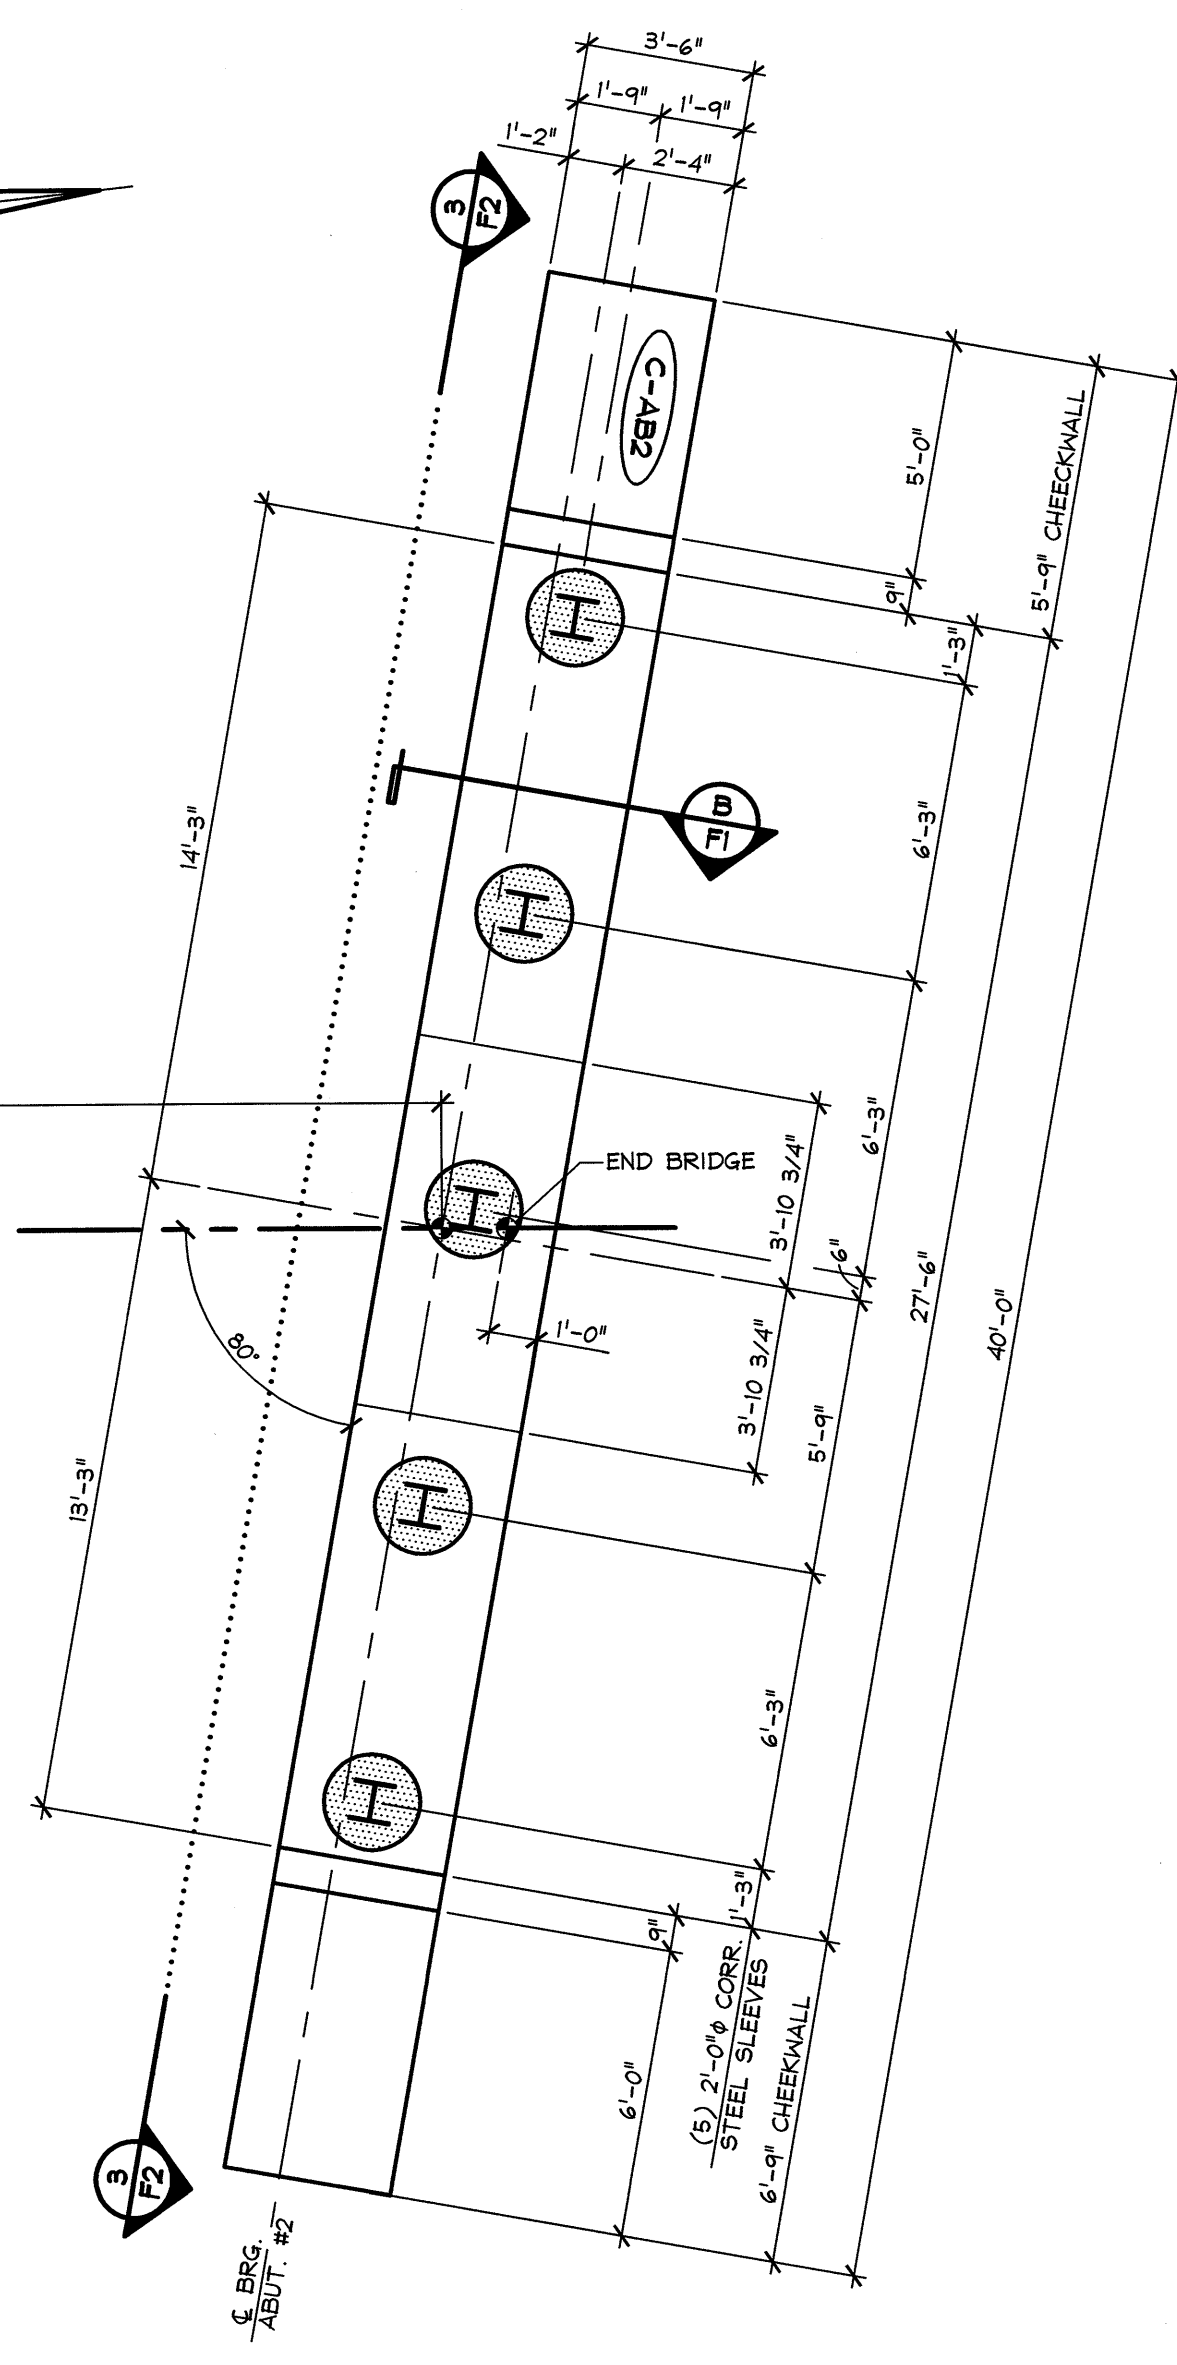 3'-6"
1'-9" 1'-9"
1'-2" 2'-4"
3
F2
C-AB2
5'-0"
5'-9" CHEECKWALL
9"
1'-3"
14'-3"
B
F1
6'-3"
6'-3"
END BRIDGE
3'-10 3/4"
6"
27'-6"
40'-0"
1'-0"
80°
3'-10 3/4"
5'-9"
13'-3"
6'-3"
1'-3"
9"
(5) 2'-0"ϕ CORR.
STEEL SLEEVES
6'-0"
6'-9" CHEEKWALL
3
F2
℄ BRG.
ABUT. #2